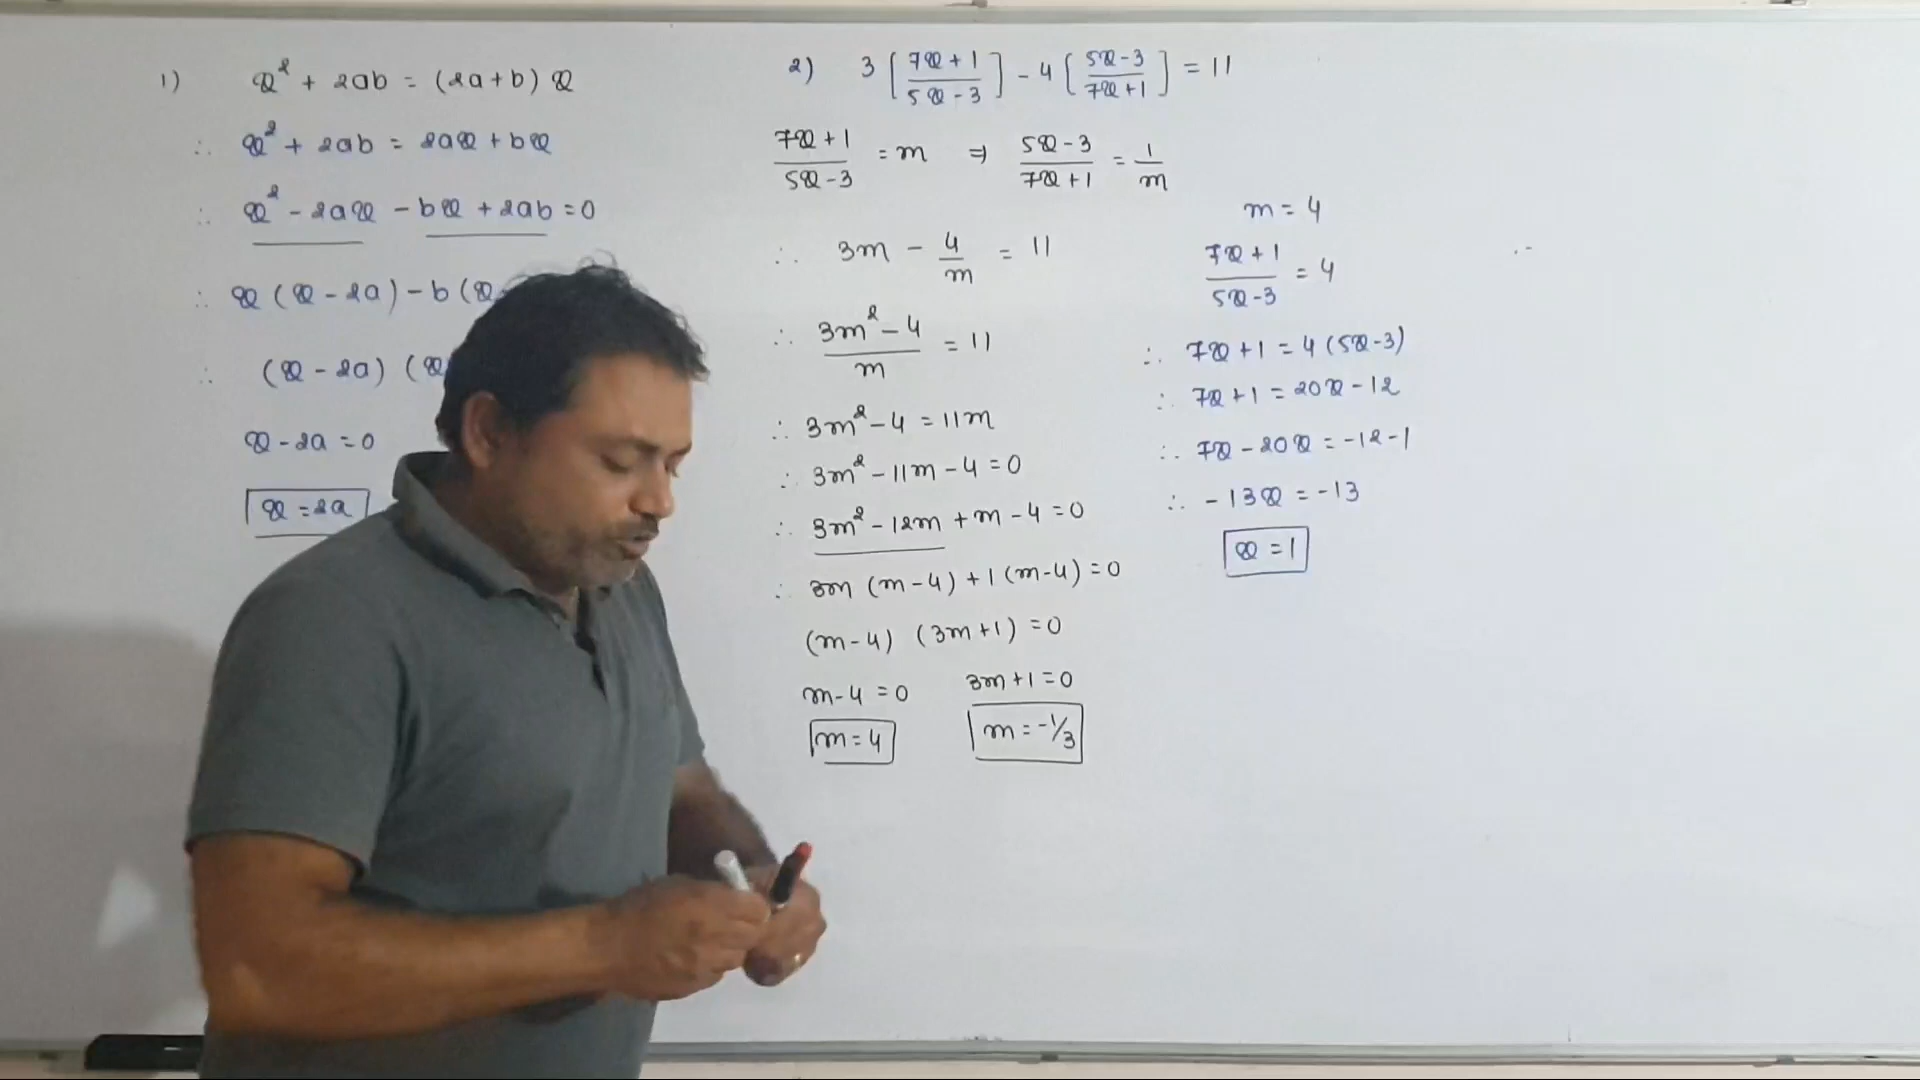 1) x² + 2ab = (2a+b) x
∴ x² + 2ab = 2ax + bx
∴ x² - 2ax - bx + 2ab = 0
∴ x (x - 2a) - b (x
∴ (x - 2a) (x
x - 2a = 0
x = 2a
2) 3 [ (7x + 1)/(5x - 3) ] - 4 [ (5x - 3)/(7x + 1) ] = 11
(7x + 1)/(5x - 3) = m ⇒ (5x - 3)/(7x + 1) = 1/m
∴ 3m - 4/m = 11
∴ (3m² - 4)/m = 11
∴ 3m² - 4 = 11m
∴ 3m² - 11m - 4 = 0
∴ 3m² - 12m + m - 4 = 0
∴ 3m (m - 4) + 1 (m - 4) = 0
(m - 4) (3m + 1) = 0
m - 4 = 0 3m + 1 = 0
m = 4 m = -1/3
m = 4
(7x + 1)/(5x - 3) = 4
∴ 7x + 1 = 4 (5x - 3)
∴ 7x + 1 = 20x - 12
∴ 7x - 20x = -12 - 1
∴ -13x = -13
x = 1